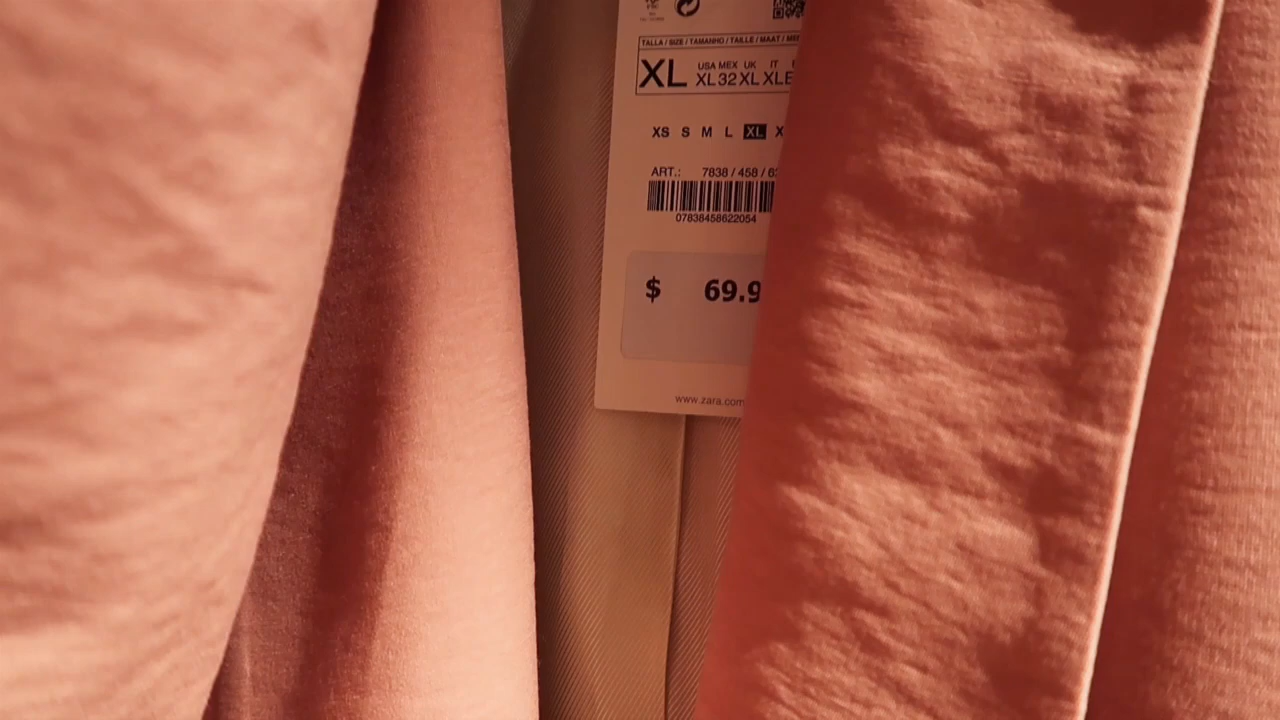 TALLA / SIZE / TAMANHO / TAILLE / MAAT /
XL
USA MEX UK IT
XL 32 XL XL
XS S M L XL
ART.: 7838 / 458 /
07838458622054
$ 69.9
www.zara.com